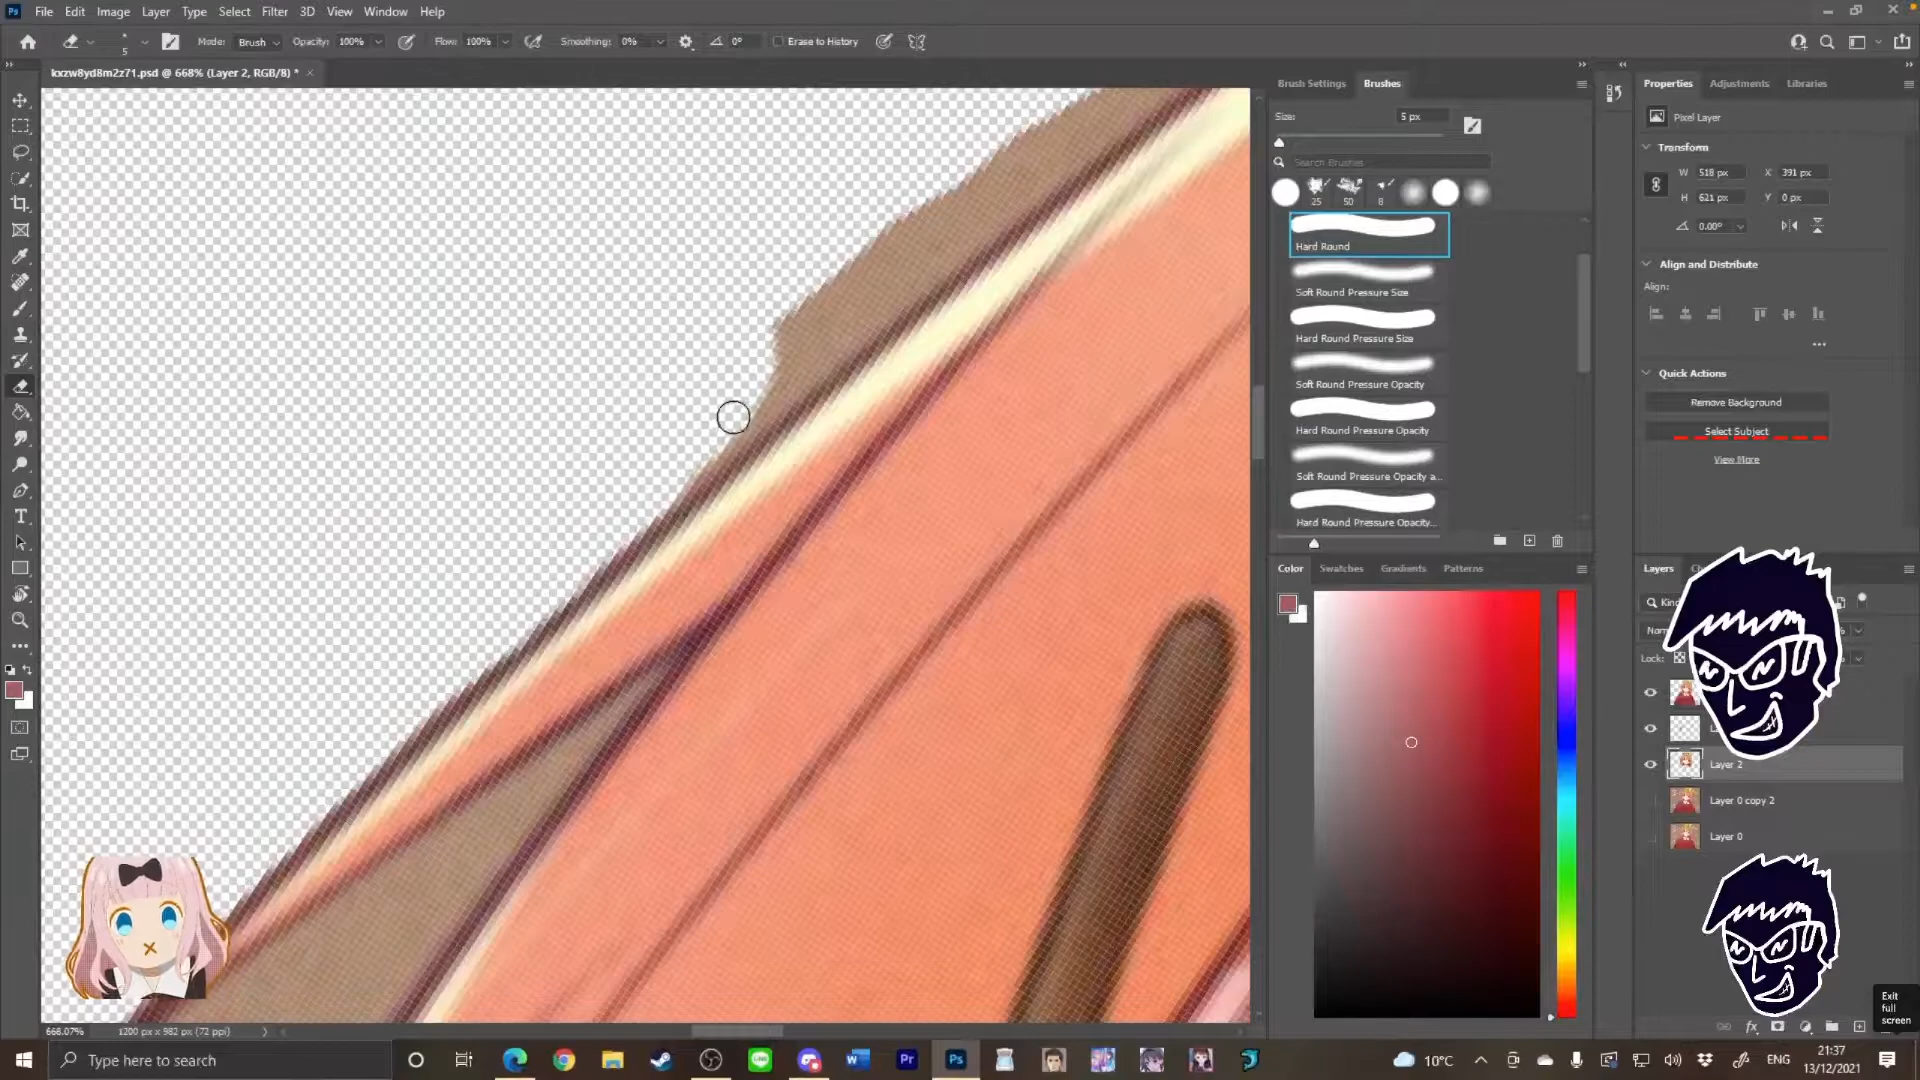 File Edit Image Layer Type Select Filter 3D View Window Help
5 Mode: Brush Opacity: 100% Flow: 100% Smoothing: 0% 0° Erase to History
kxzw8yd8m2z71.psd @ 668% (Layer 2, RGB/8) *
Brush Settings Brushes
Size: 5 px
Search Brushes
25 50 8
Hard Round
Soft Round Pressure Size
Hard Round Pressure Size
Soft Round Pressure Opacity
Hard Round Pressure Opacity
Soft Round Pressure Opacity a...
Hard Round Pressure Opacity...
Color Swatches Gradients Patterns
Properties Adjustments Libraries
Pixel Layer
Transform
W 518 px X 391 px
H 621 px Y 0 px
0.00°
Align and Distribute
Align:
Quick Actions
Remove Background
Select Subject
View More
Layers
Lock:
Layer 2
Layer 0 copy 2
Layer 0
Exit
full
screen
668.07% 1200 px x 982 px (72 ppi)
Type here to search
10°C ENG
21:37
13/12/2021